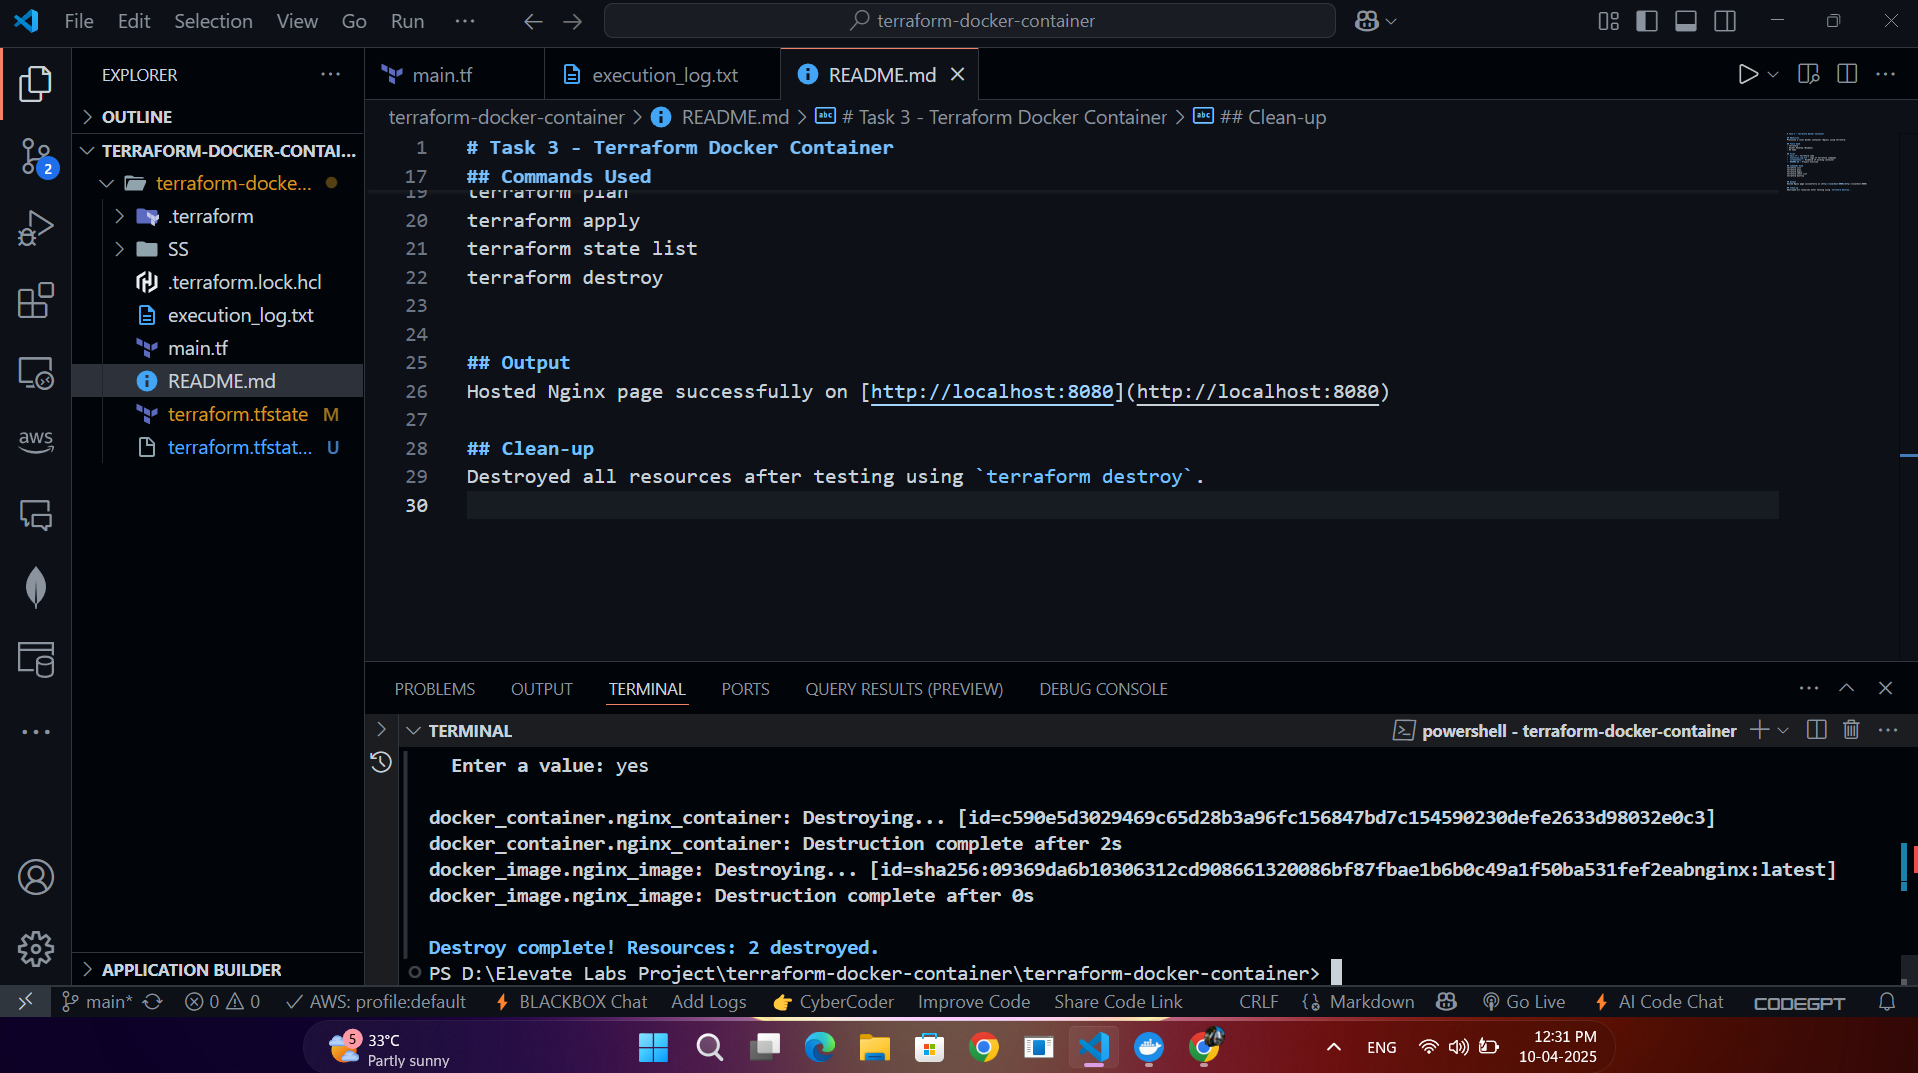 File Edit Selection View Go Run ···
terraform-docker-container
EXPLORER
OUTLINE
TERRAFORM-DOCKER-CONTAI...
terraform-docke...
.terraform
SS
.terraform.lock.hcl
execution_log.txt
main.tf
README.md
terraform.tfstate M
terraform.tfstat... U
APPLICATION BUILDER
2
aws
main.tf execution_log.txt README.md
terraform-docker-container > README.md > # Task 3 - Terraform Docker Container > ## Clean-up
1 # Task 3 - Terraform Docker Container
17 ## Commands Used
19 terraform plan
20 terraform apply
21 terraform state list
22 terraform destroy
23
24
25 ## Output
26 Hosted Nginx page successfully on [http://localhost:8080](http://localhost:8080)
27
28 ## Clean-up
29 Destroyed all resources after testing using `terraform destroy`.
30
PROBLEMS OUTPUT TERMINAL PORTS QUERY RESULTS (PREVIEW) DEBUG CONSOLE
TERMINAL
powershell - terraform-docker-container
Enter a value: yes
docker_container.nginx_container: Destroying... [id=c590e5d3029469c65d28b3a96fc156847bd7c154590230defe2633d98032e0c3]
docker_container.nginx_container: Destruction complete after 2s
docker_image.nginx_image: Destroying... [id=sha256:09369da6b10306312cd908661320086bf87fbae1b6b0c49a1f50ba531fef2eabnginx:latest]
docker_image.nginx_image: Destruction complete after 0s
Destroy complete! Resources: 2 destroyed.
PS D:\Elevate Labs Project\terraform-docker-container\terraform-docker-container>
main* 0 0 AWS: profile:default BLACKBOX Chat Add Logs CyberCoder Improve Code Share Code Link CRLF Markdown Go Live AI Code Chat CODEGPT
5
33°C
Partly sunny
ENG
12:31 PM
10-04-2025